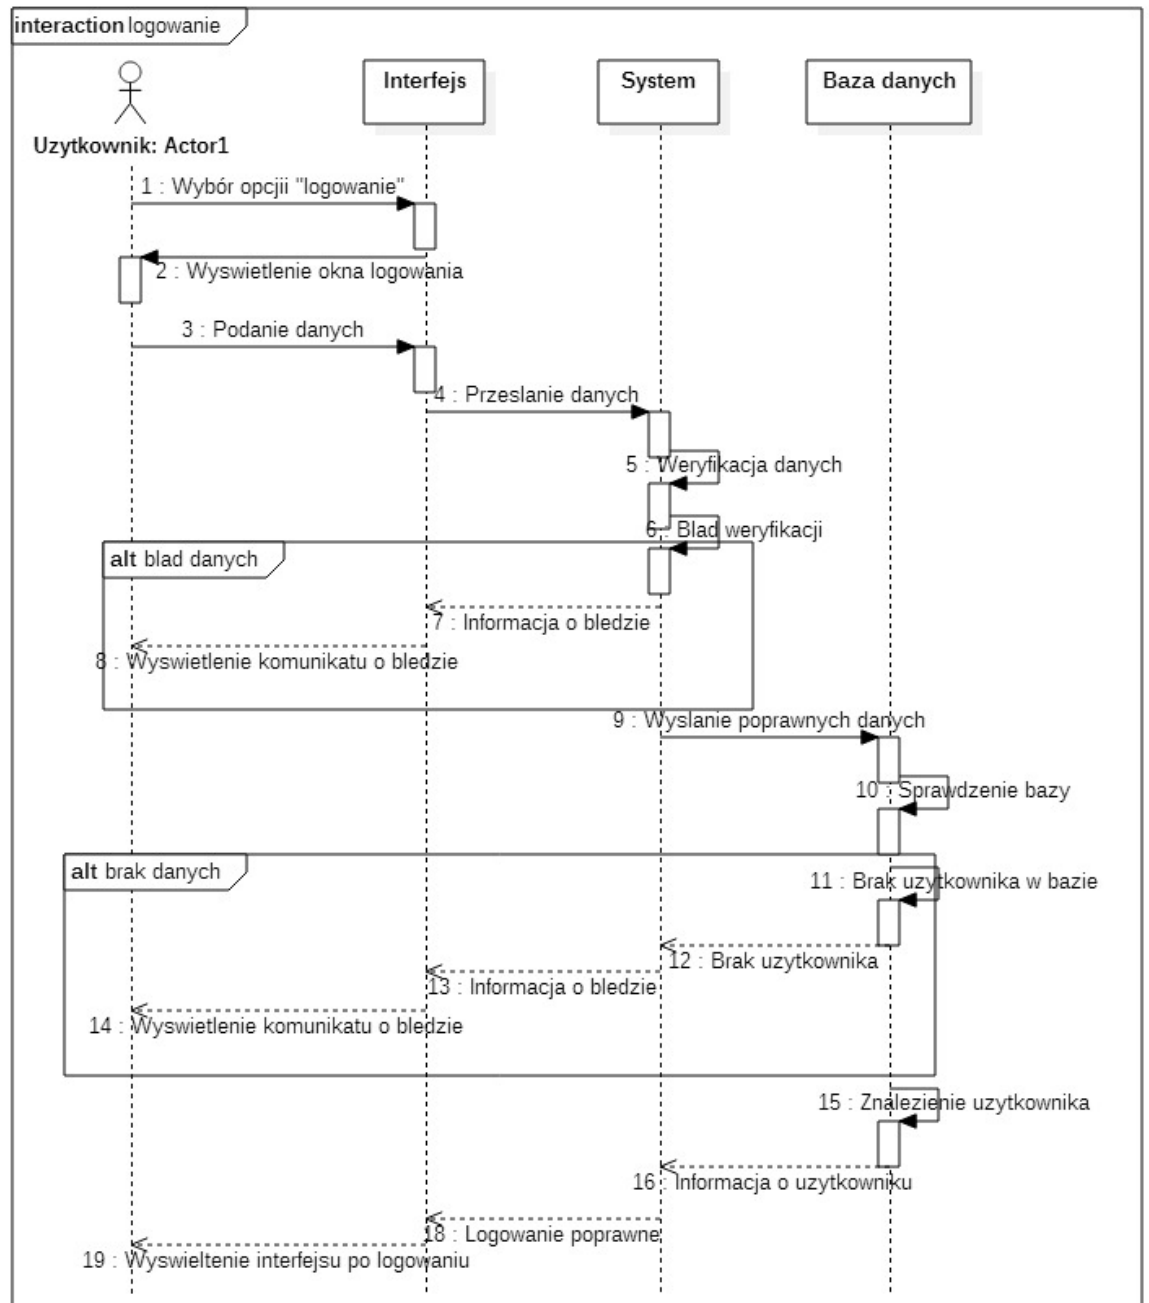 interaction logowanie
Interfejs
System
Baza danych
Uzytkownik: Actor1
1 : Wybór opcjii "logowanie"
2 : Wyswietlenie okna logowania
3 : Podanie danych
4 : Przeslanie danych
5 : Weryfikacja danych
6 : Blad weryfikacji
alt blad danych
7 : Informacja o bledzie
8 : Wyswietlenie komunikatu o bledzie
9 : Wyslanie poprawnych danych
10 : Sprawdzenie bazy
alt brak danych
11 : Brak uzytkownika w bazie
12 : Brak uzytkownika
13 : Informacja o bledzie
14 : Wyswietlenie komunikatu o bledzie
15 : Znalezienie uzytkownika
16 : Informacja o uzytkowniku
18 : Logowanie poprawne
19 : Wyswieltenie interfejsu po logowaniu